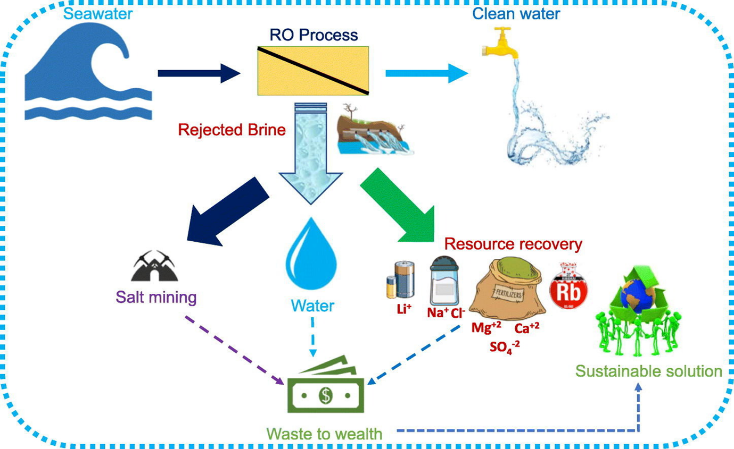 Seawater
Clean water
RO Process
Rejected Brine
Resource recovery
Salt mining
Water
Li⁺
Na⁺ Cl⁻
FERTILIZERS
Rb
Mg⁺² Ca⁺²
SO₄⁻²
Sustainable solution
$
Waste to wealth